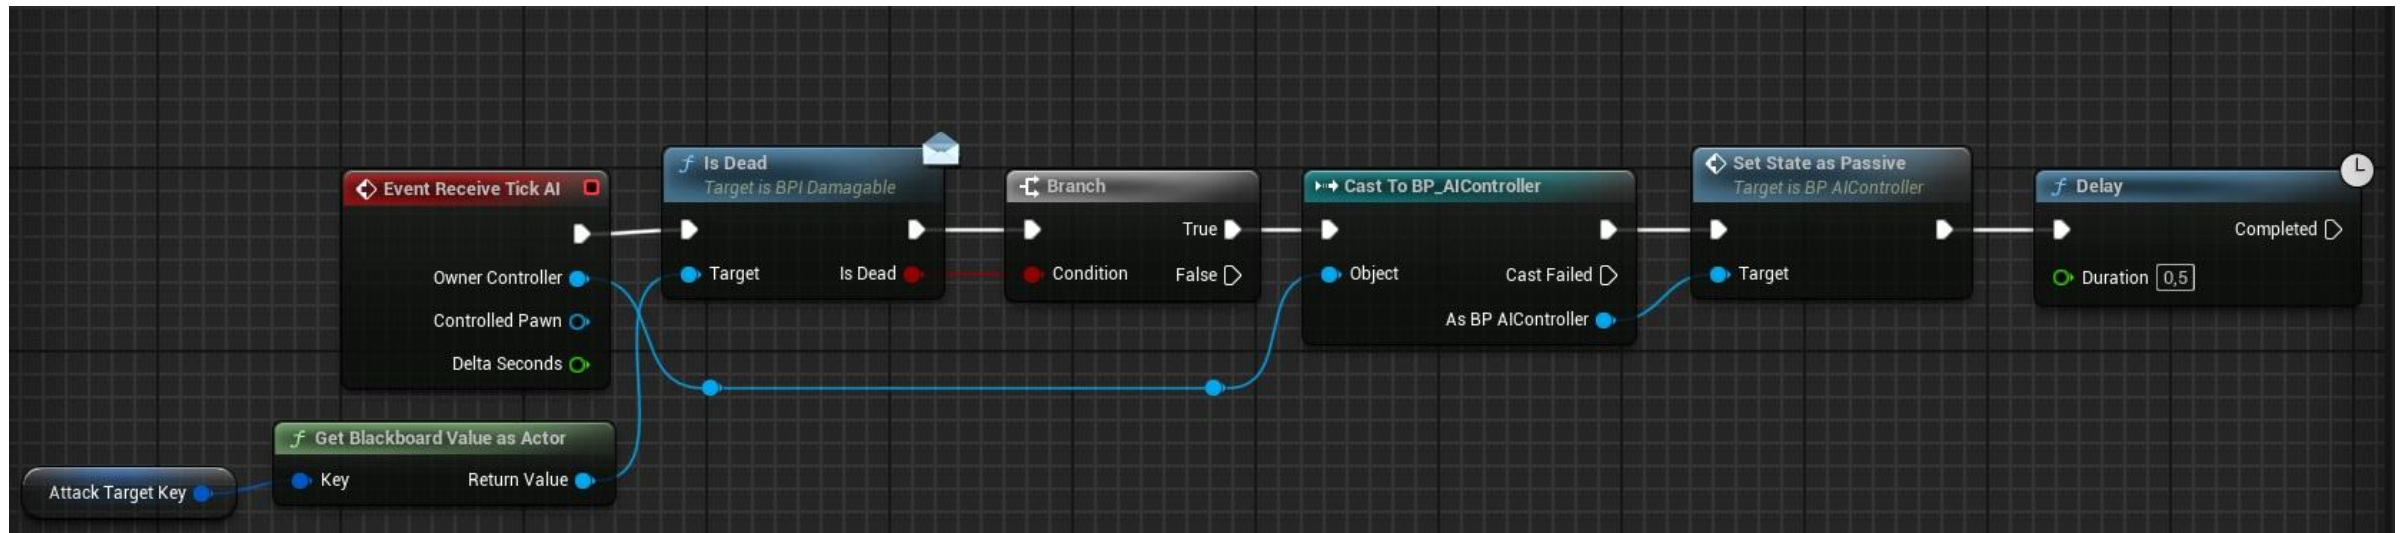 Event Receive Tick AI
Owner Controller
Controlled Pawn
Delta Seconds
Attack Target Key
f Get Blackboard Value as Actor
Key Return Value
f Is Dead
Target is BPI Damagable
Target Is Dead
Branch
True
Condition False
Cast To BP_AIController
Object Cast Failed
As BP AIController
Set State as Passive
Target is BP AIController
Target
f Delay
Completed
Duration 0,5